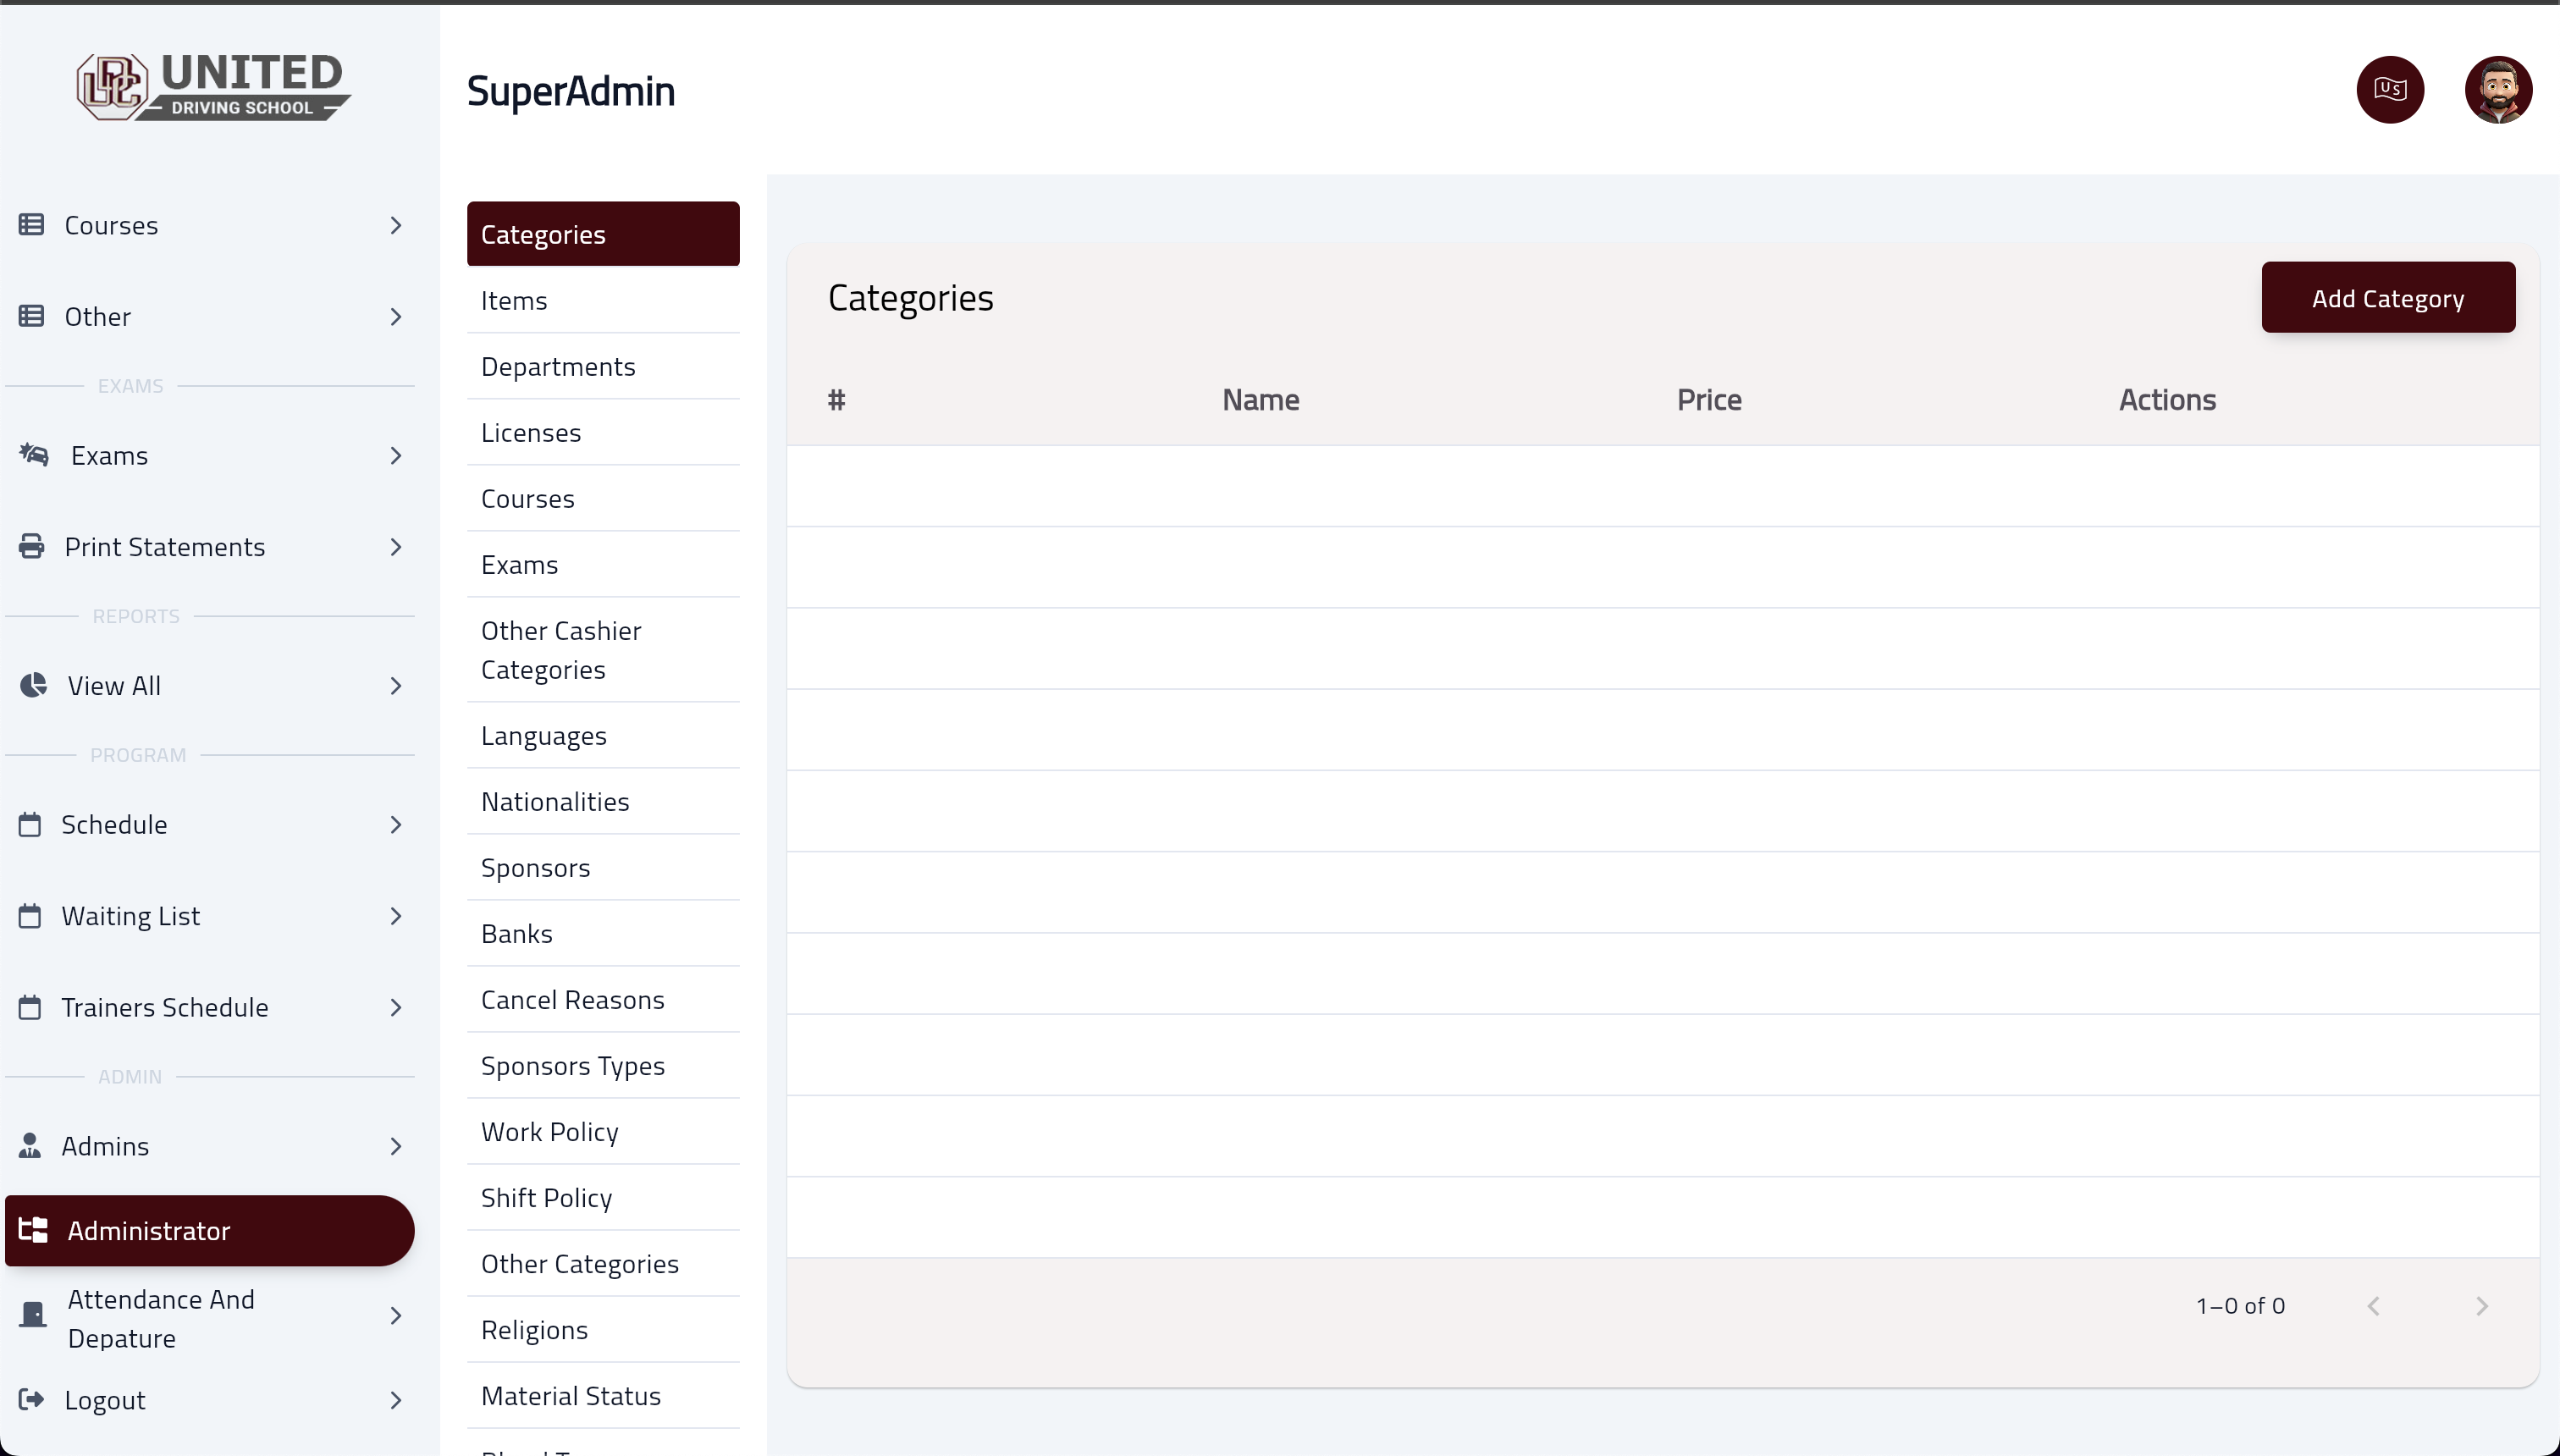 UNITED
DRIVING SCHOOL
SuperAdmin
US
Courses
Other
EXAMS
Exams
Print Statements
REPORTS
View All
PROGRAM
Schedule
Waiting List
Trainers Schedule
ADMIN
Admins
Administrator
Attendance And
Depature
Logout
Categories
Items
Departments
Licenses
Courses
Exams
Other Cashier
Categories
Languages
Nationalities
Sponsors
Banks
Cancel Reasons
Sponsors Types
Work Policy
Shift Policy
Other Categories
Religions
Material Status
Categories
Add Category
# Name Price Actions
1–0 of 0